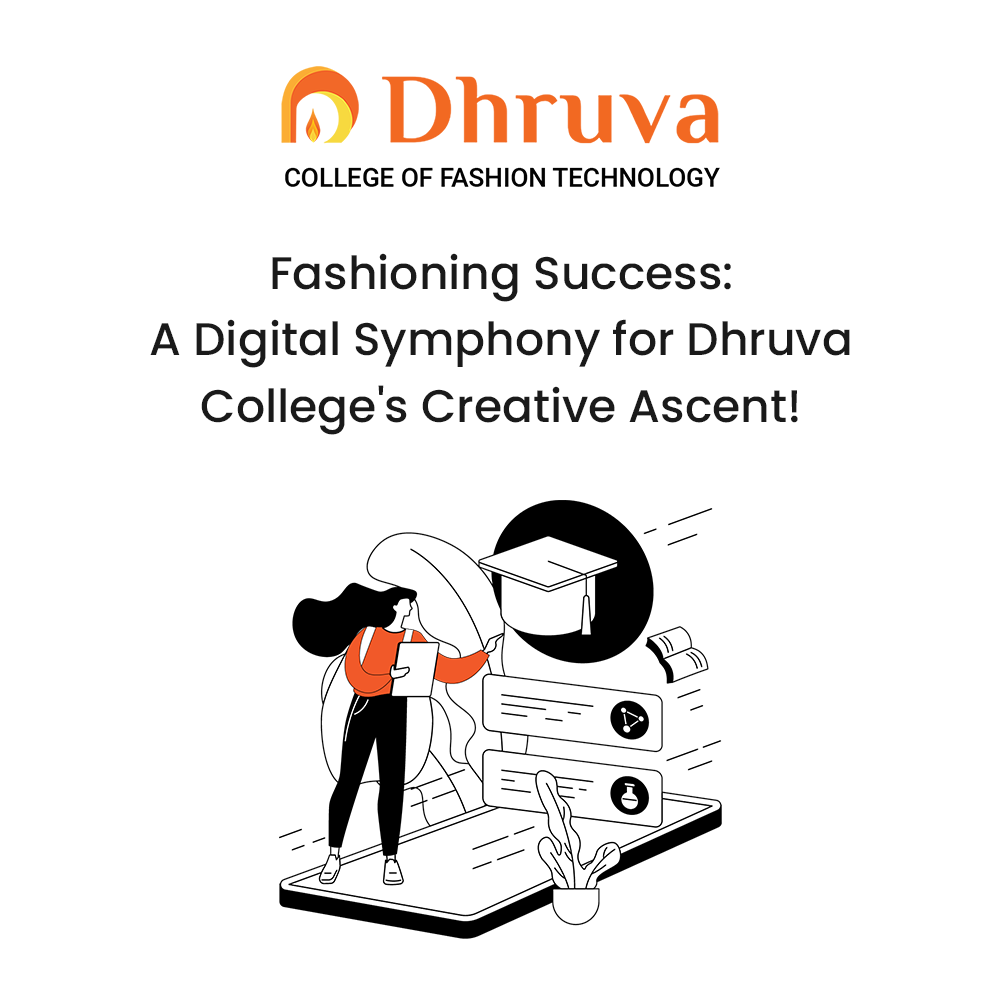 Dhruva
COLLEGE OF FASHION TECHNOLOGY
Fashioning Success:
A Digital Symphony for Dhruva
College's Creative Ascent!